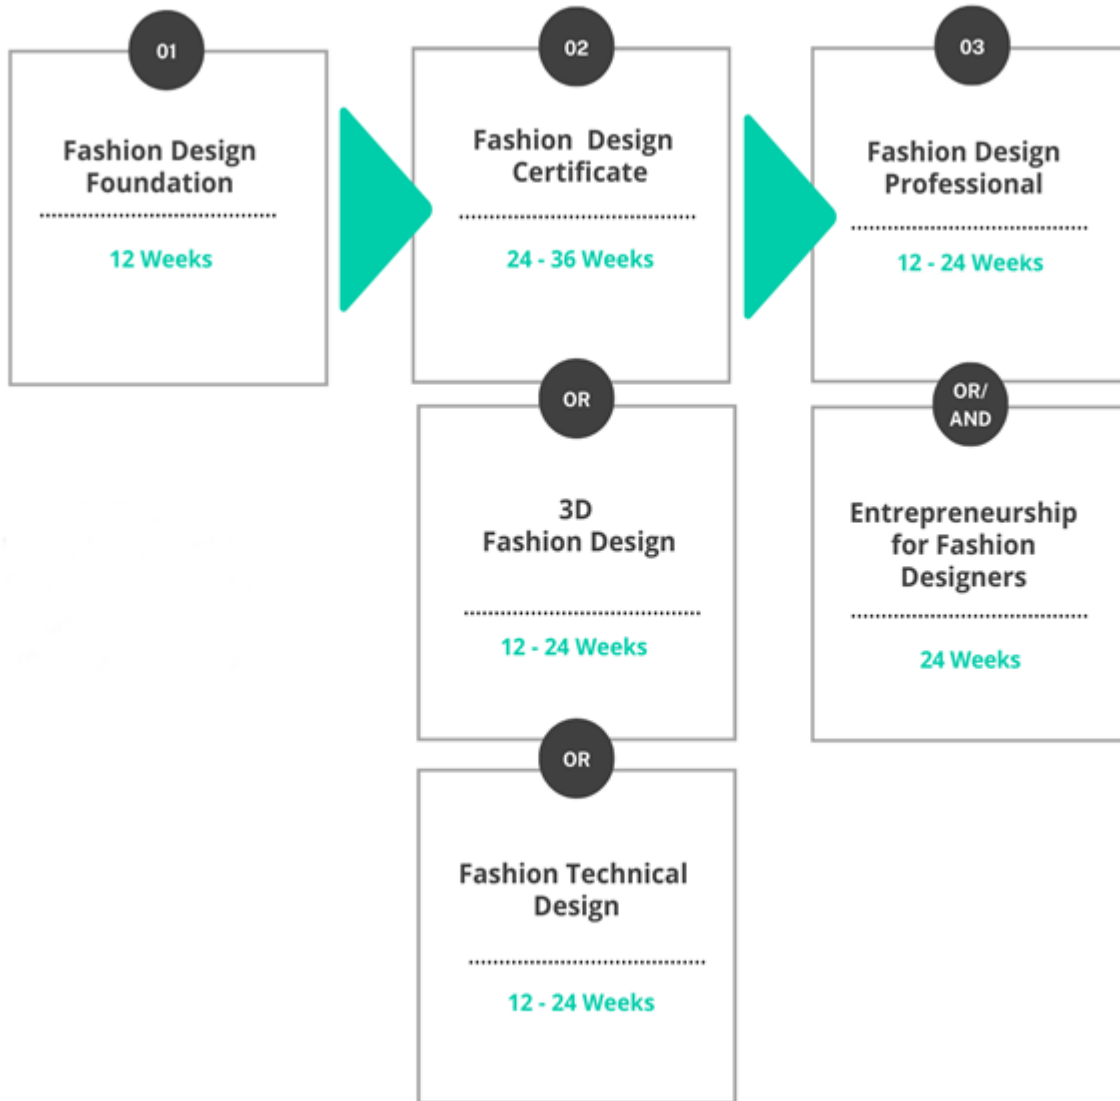 01
Fashion Design
Foundation
12 Weeks
02
Fashion Design
Certificate
24 - 36 Weeks
OR
3D
Fashion Design
12 - 24 Weeks
OR
Fashion Technical
Design
12 - 24 Weeks
03
Fashion Design
Professional
12 - 24 Weeks
OR/
AND
Entrepreneurship
for Fashion
Designers
24 Weeks